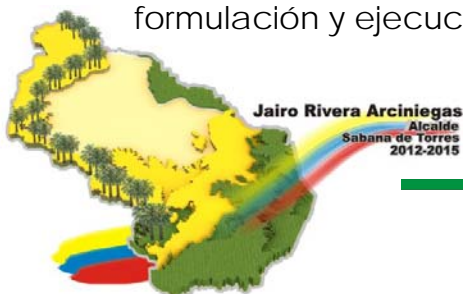 formulación y ejecuc
Jairo Rivera Arciniegas
Alcalde
Sabana de Torres
2012-2015